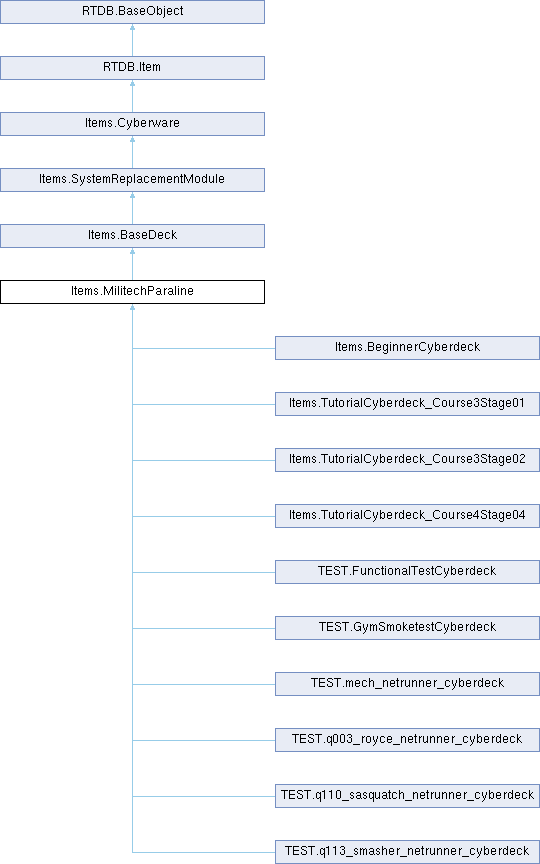 RTDB.BaseObject
RTDB.Item
Items.Cyberware
Items.SystemReplacementModule
Items.BaseDeck
Items.MilitechParaline
Items.BeginnerCyberdeck
Items.TutorialCyberdeck_Course3Stage01
Items.TutorialCyberdeck_Course3Stage02
Items.TutorialCyberdeck_Course4Stage04
TEST.FunctionalTestCyberdeck
TEST.GymSmoketestCyberdeck
TEST.mech_netrunner_cyberdeck
TEST.q003_royce_netrunner_cyberdeck
TEST.q110_sasquatch_netrunner_cyberdeck
TEST.q113_smasher_netrunner_cyberdeck